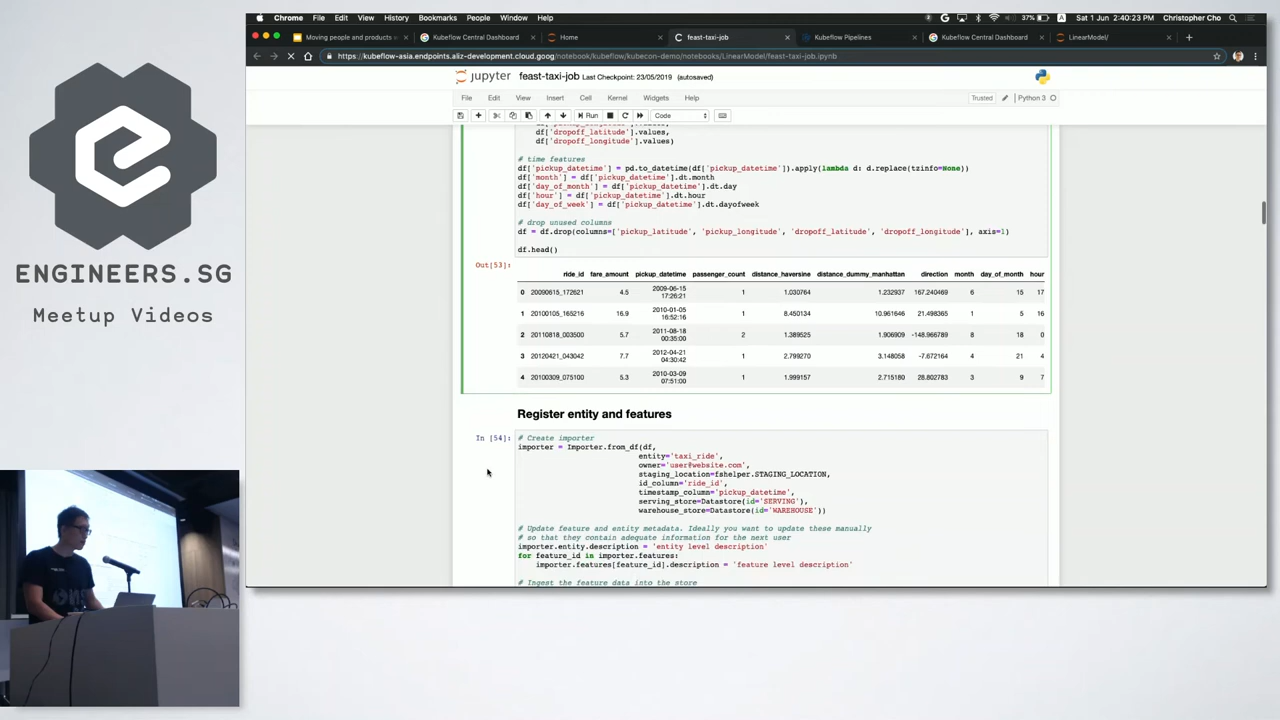 Chrome File Edit View History Bookmarks People Window Help 37% Sat 1 Jun 2:40:23 PM Christopher Cho
Moving people and products Kubeflow Central Dashboard Home feast-taxi-job Kubeflow Pipelines Kubeflow Central Dashboard LinearModel/
https://kubeflow-asia.endpoints.aliz-development.cloud.goog/notebook/kubeflow/kubecon-demo/notebooks/LinearModel/feast-taxi-job.ipynb
jupyter feast-taxi-job Last Checkpoint: 23/05/2019 (autosaved)
File Edit View Insert Cell Kernel Widgets Help Trusted Python 3
Run Code
df['dropoff_latitude'].values,
df['dropoff_longitude'].values)
# time features
df['pickup_datetime'] = pd.to_datetime(df['pickup_datetime']).apply(lambda d: d.replace(tzinfo=None))
df['month'] = df['pickup_datetime'].dt.month
df['day_of_month'] = df['pickup_datetime'].dt.day
df['hour'] = df['pickup_datetime'].dt.hour
df['day_of_week'] = df['pickup_datetime'].dt.dayofweek
# drop unused columns
df = df.drop(columns=['pickup_latitude', 'pickup_longitude', 'dropoff_latitude', 'dropoff_longitude'], axis=1)
df.head()
Out[53]:
ride_id fare_amount pickup_datetime passenger_count distance_haversine distance_dummy_manhattan direction month day_of_month hour
0 20090615_172621 4.5 2009-06-15 17:26:21 1 1.030764 1.232937 167.240469 6 15 17
1 20100105_165216 16.9 2010-01-05 16:52:16 1 8.450134 10.961646 21.498365 1 5 16
2 20110818_003500 5.7 2011-08-18 00:35:00 2 1.389525 1.906909 -148.966789 8 18 0
3 20120421_043042 7.7 2012-04-21 04:30:42 1 2.799270 3.148058 -7.672164 4 21 4
4 20100309_075100 5.3 2010-03-09 07:51:00 1 1.999157 2.715180 28.802783 3 9 7
Register entity and features
In [54]:
# Create importer
importer = Importer.from_df(df,
entity='taxi_ride',
owner='user@website.com',
staging_location=fshelper.STAGING_LOCATION,
id_column='ride_id',
timestamp_column='pickup_datetime',
serving_store=Datastore(id='SERVING'),
warehouse_store=Datastore(id='WAREHOUSE'))
# Update feature and entity metadata. Ideally you want to update these manually
# so that they contain adequate information for the next user
importer.entity.description = 'entity level description'
for feature_id in importer.features:
importer.features[feature_id].description = 'feature level description'
# Ingest the feature data into the store
ENGINEERS.SG
Meetup Videos